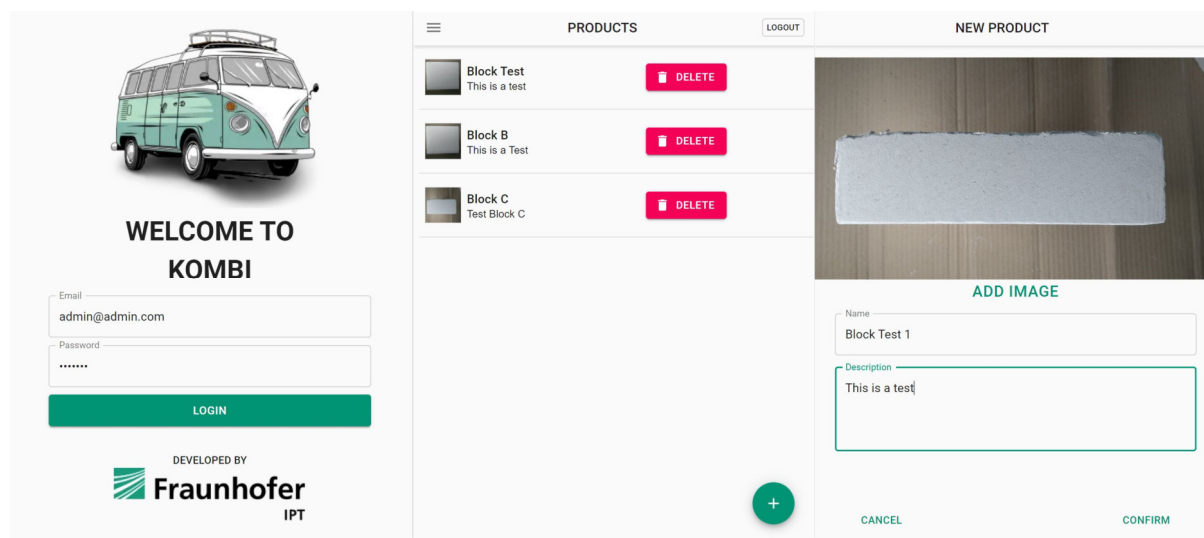 WELCOME TO
KOMBI
Email
admin@admin.com
Password
•••••••
LOGIN
DEVELOPED BY
Fraunhofer
IPT
PRODUCTS
LOGOUT
Block Test
This is a test
DELETE
Block B
This is a Test
DELETE
Block C
Test Block C
DELETE
+
NEW PRODUCT
ADD IMAGE
Name
Block Test 1
Description
This is a test
CANCEL
CONFIRM